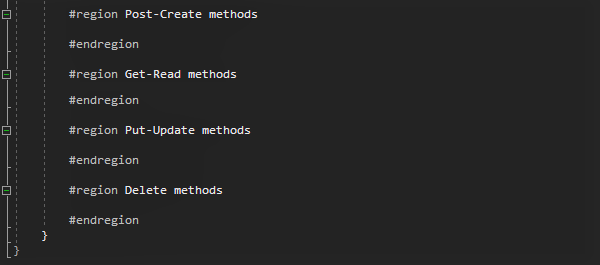 #region Post-Create methods
#endregion
#region Get-Read methods
#endregion
#region Put-Update methods
#endregion
#region Delete methods
#endregion
}
}